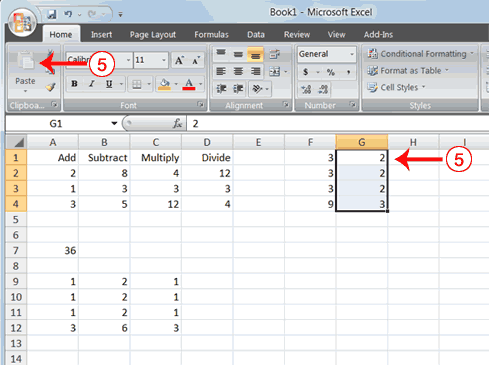 Book1 - Microsoft Excel
Home Insert Page Layout Formulas Data Review View Add-Ins
Calibri 11 A A General Conditional Formatting
5
Paste B I U A $ % , Format as Table
Cell Styles
Clipboa... Font Alignment Number Styles
G1 fx 2
A B C D E F G H I
1 Add Subtract Multiply Divide 3 2 5
2 2 8 4 12 3 2
3 1 3 3 3 3 2
4 3 5 12 4 9 3
5
6
7 36
8
9 1 2 1
10 1 2 1
11 1 2 1
12 3 6 3
13
14